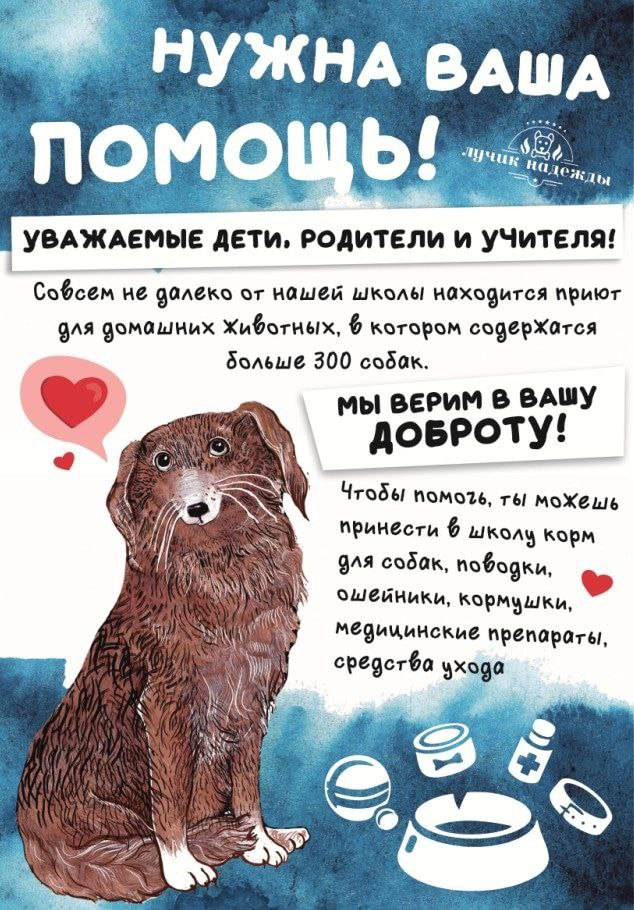 НУЖНА ВАША
ПОМОЩЬ!
лучик надежды
УВАЖАЕМЫЕ ДЕТИ, РОДИТЕЛИ И УЧИТЕЛЯ!
Совсем не далеко от нашей школы находится приют
для домашних животных, в котором содержатся
больше 300 собак.
МЫ ВЕРИМ В ВАШУ
ДОБРОТУ!
Чтобы помочь, ты можешь
принести в школу корм
для собак, поводки,
ошейники, кормушки,
медицинские препараты,
средства ухода